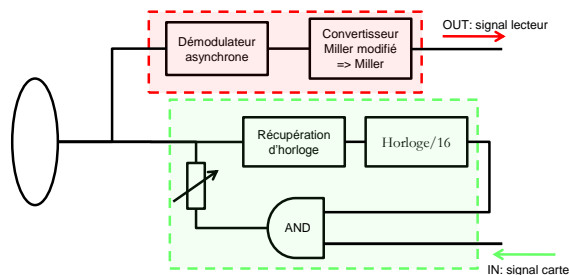 OUT: signal lecteur
Démodulateur
asynchrone
Convertisseur
Miller modifié
=> Miller
Récupération
d'horloge
Horloge/16
AND
IN: signal carte